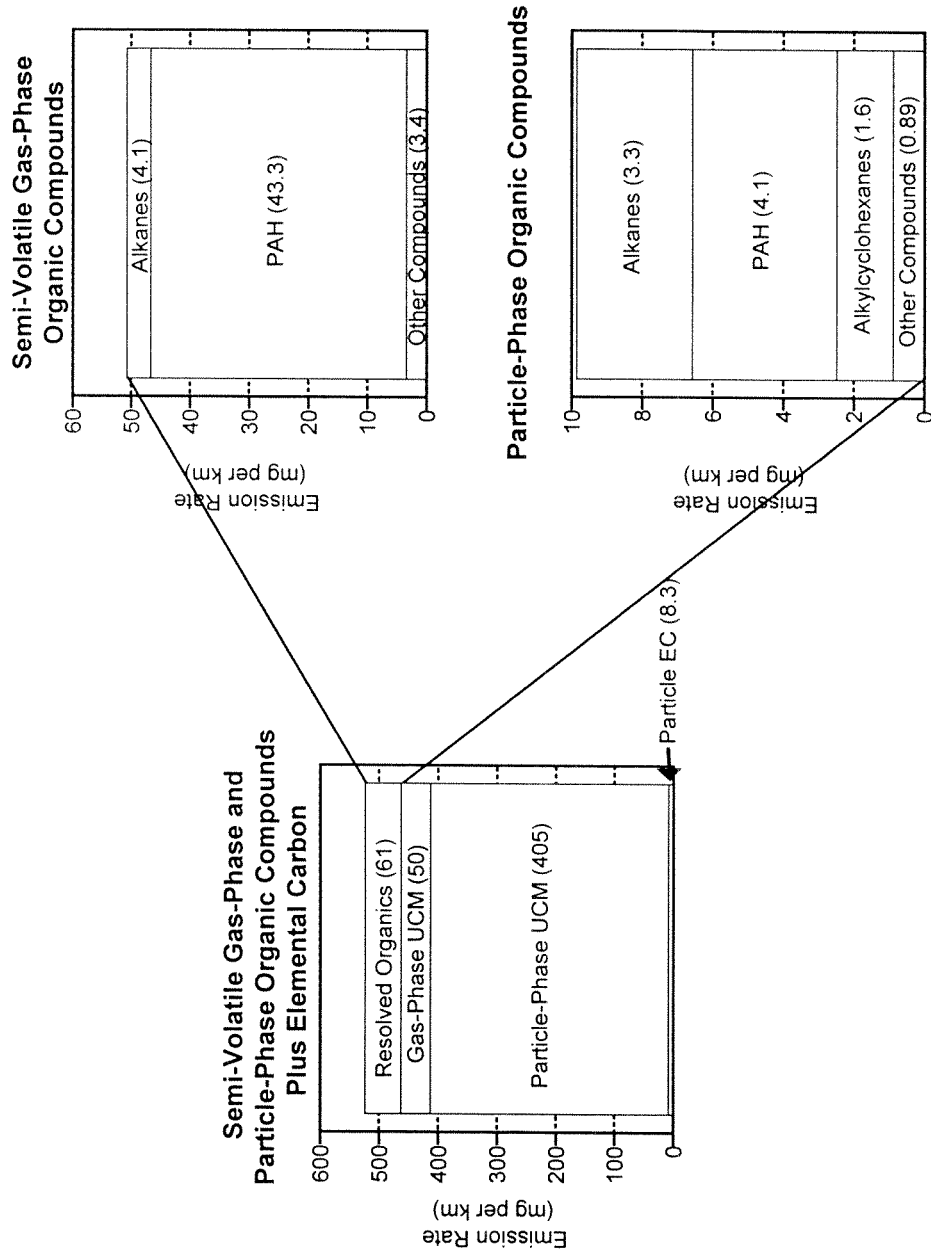 Semi-Volatile Gas-Phase and
Particle-Phase Organic Compounds
Plus Elemental Carbon
Emission Rate
(mg per km)
600
500
400
300
200
100
0
Resolved Organics (61)
Gas-Phase UCM (50)
Particle-Phase UCM (405)
Particle EC (8.3)
Semi-Volatile Gas-Phase
Organic Compounds
Emission Rate
(mg per km)
60
50
40
30
20
10
0
Alkanes (4.1)
PAH (43.3)
Other Compounds (3.4)
Particle-Phase Organic Compounds
Emission Rate
(mg per km)
10
8
6
4
2
0
Alkanes (3.3)
PAH (4.1)
Alkylcyclohexanes (1.6)
Other Compounds (0.89)